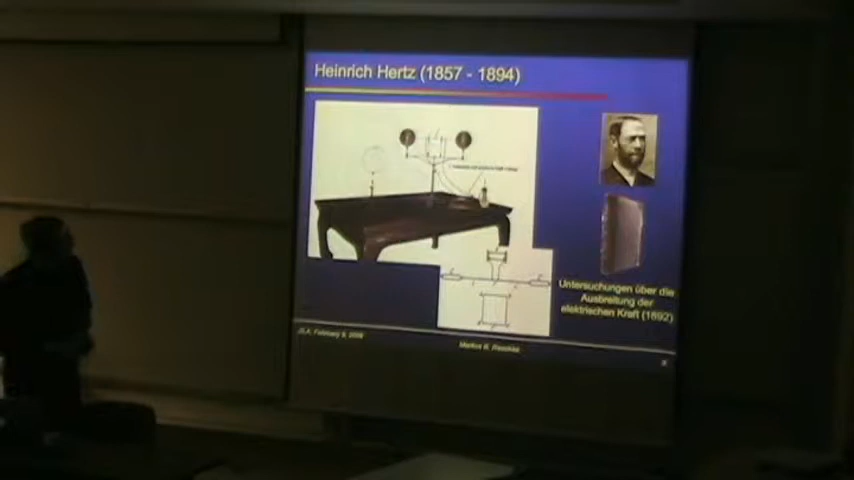 Heinrich Hertz (1857 - 1894)
Untersuchungen über die
Ausbreitung der
elektrischen Kraft (1892)